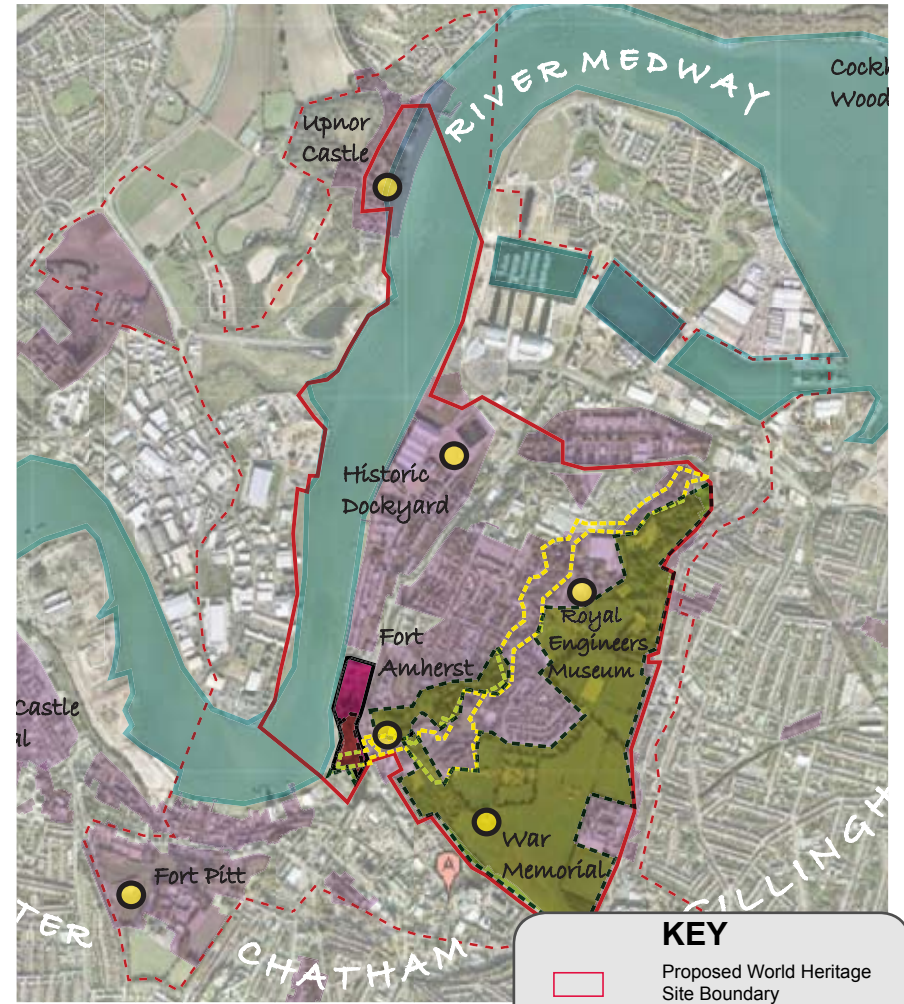 RIVER MEDWAY
Upnor
Castle
Historic
Dockyard
Fort
Amherst
Royal
Engineers
Museum
War
Memorial
Fort Pitt
Castle
CHATHAM
KEY
Proposed World Heritage
Site Boundary
A